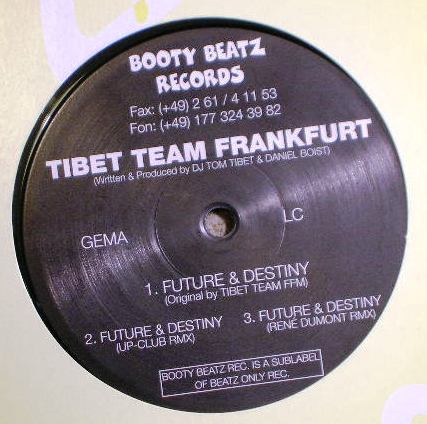 BOOTY BEATZ
RECORDS
Fax: (+49) 2 61 / 4 11 53
Fon: (+49) 177 324 39 82
TIBET TEAM FRANKFURT
(Written & Produced by DJ TOM TIBET & DANIEL BOIST)
GEMA
LC
1. FUTURE & DESTINY
(Original by TIBET TEAM FFM)
2. FUTURE & DESTINY
(UP-CLUB RMX)
3. FUTURE & DESTINY
(RENE DUMONT RMX)
BOOTY BEATZ REC. IS A SUBLABEL
OF BEATZ ONLY REC.